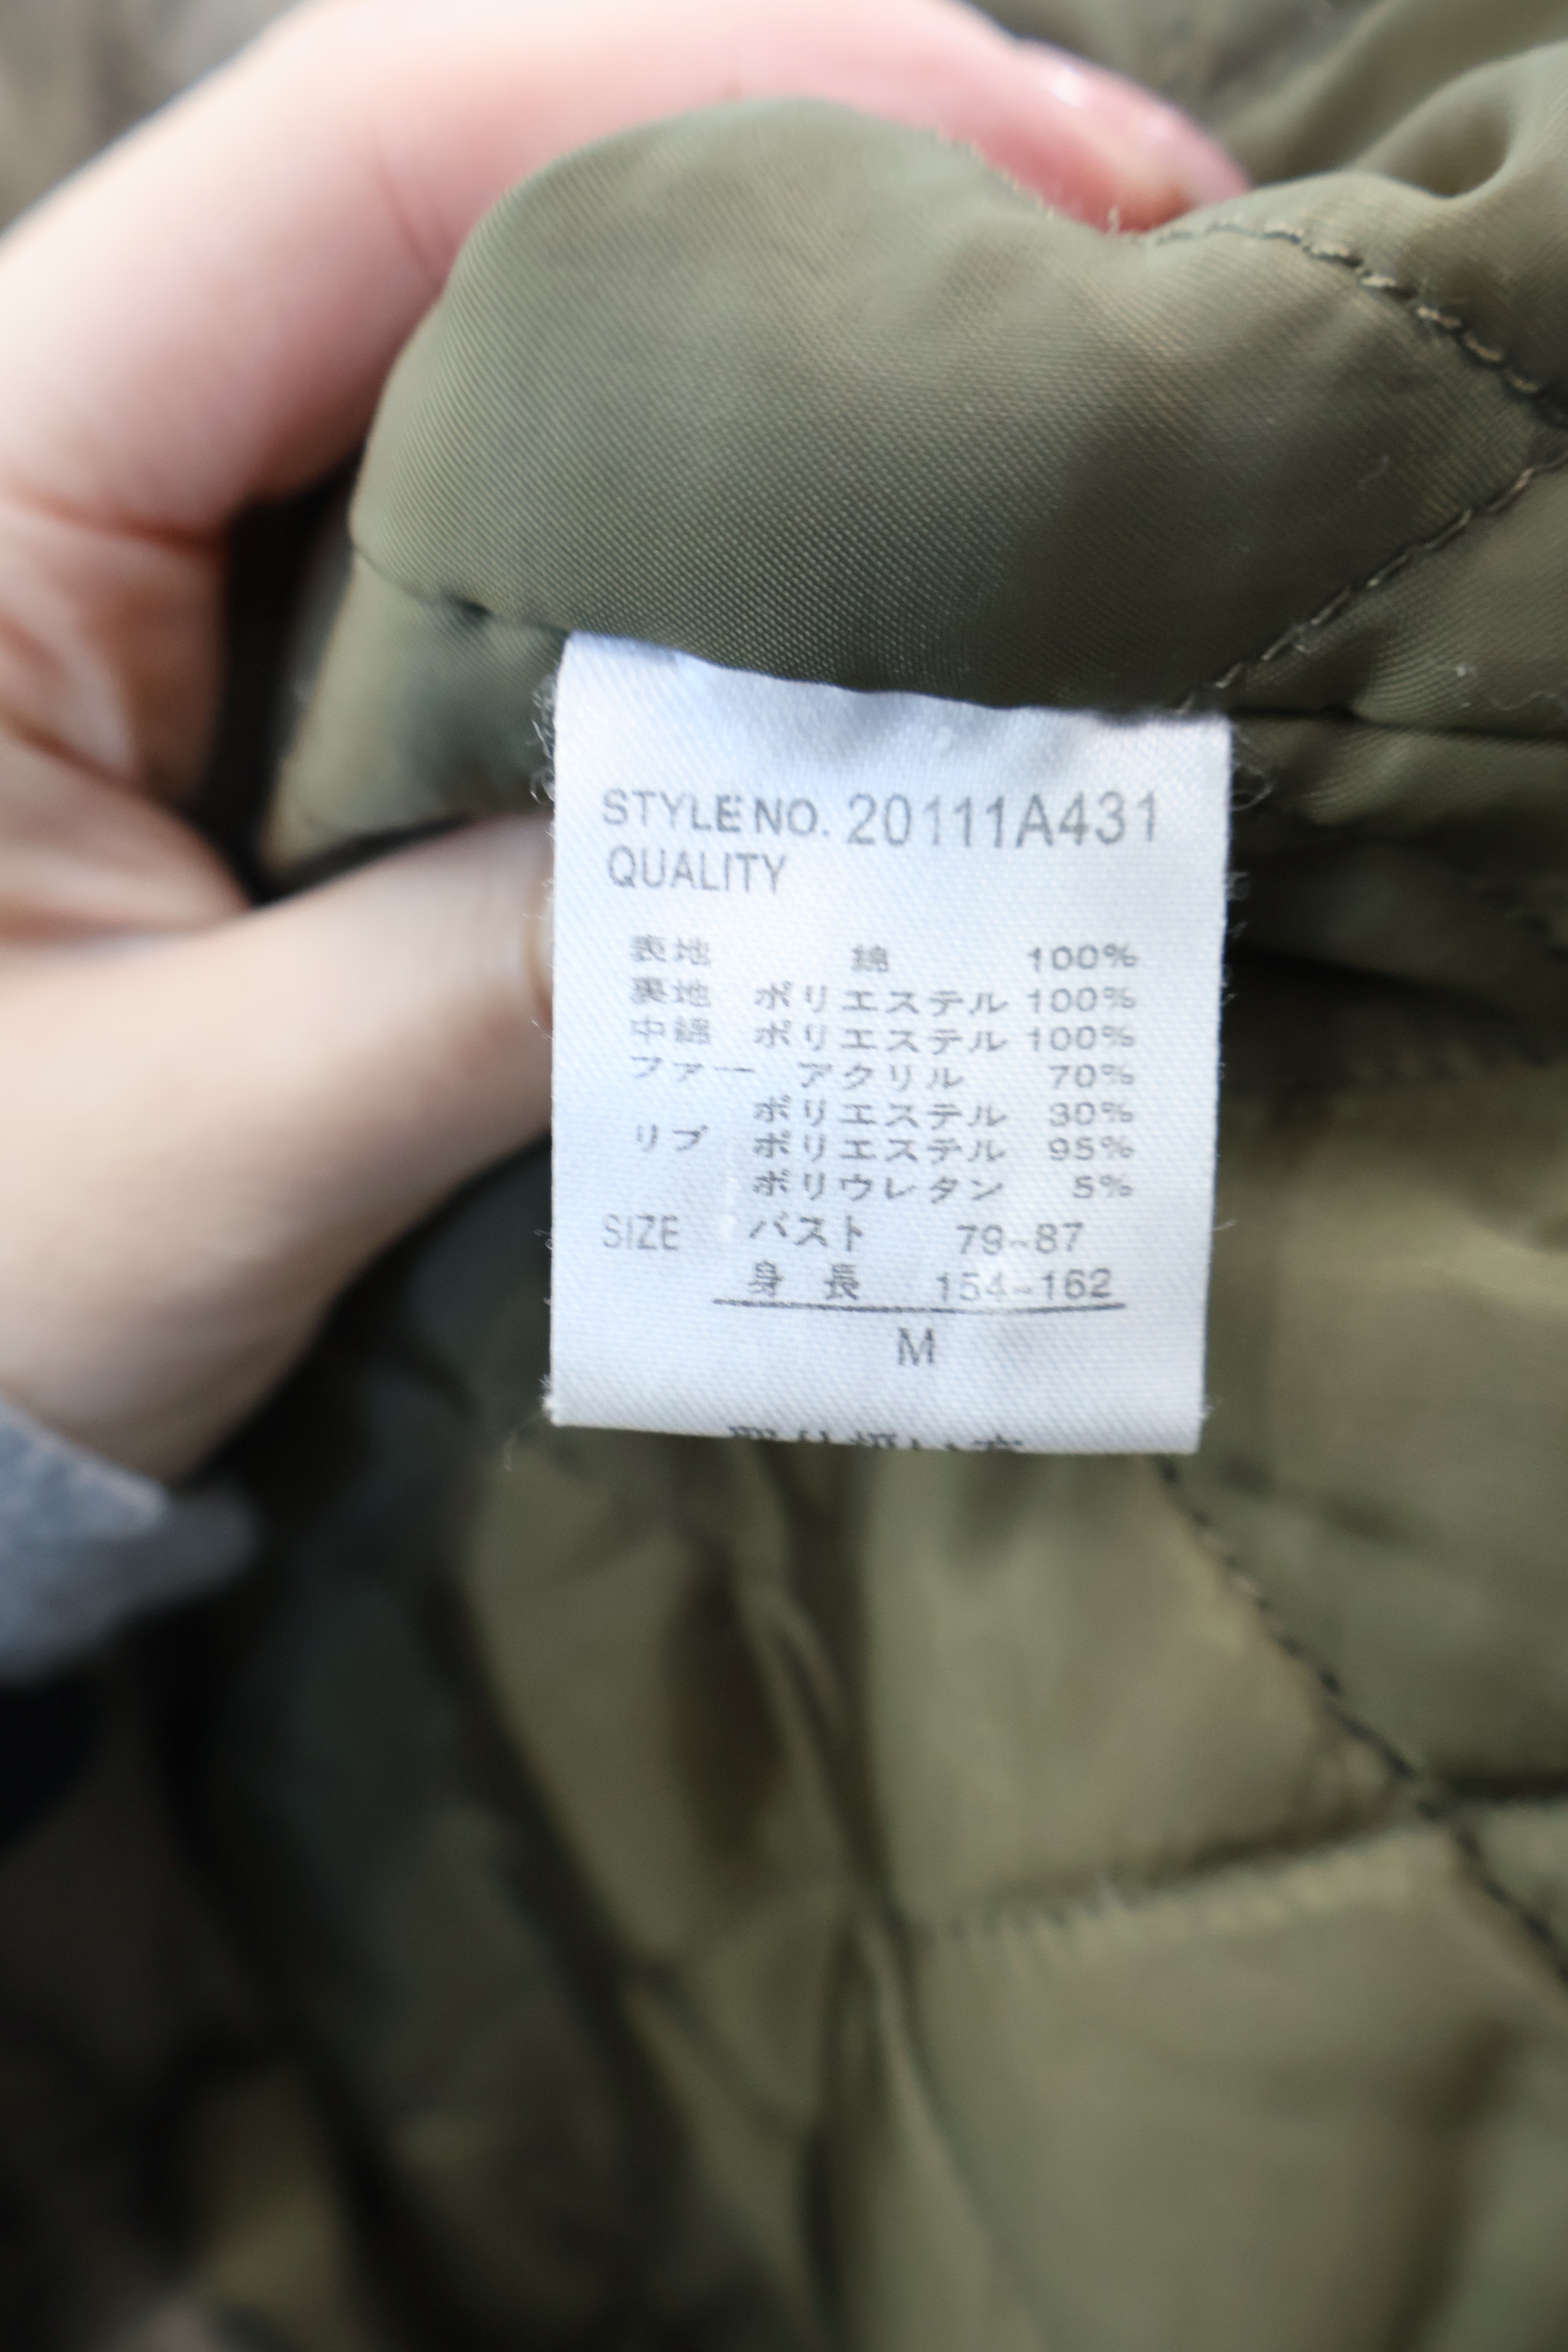 STYLE NO. 20111A431
QUALITY
表地 綿 100%
裏地 ポリエステル 100%
中綿 ポリエステル 100%
ファー アクリル 70%
ポリエステル 30%
リブ ポリエステル 95%
ポリウレタン 5%
SIZE バスト 79~87
身長 154~162
M